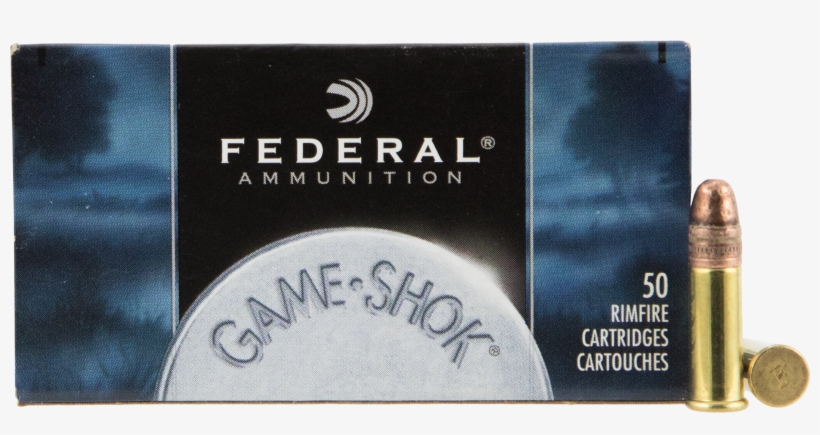 FEDERAL®
AMMUNITION
GAME·SHOK®
50
RIMFIRE
CARTRIDGES
CARTOUCHES